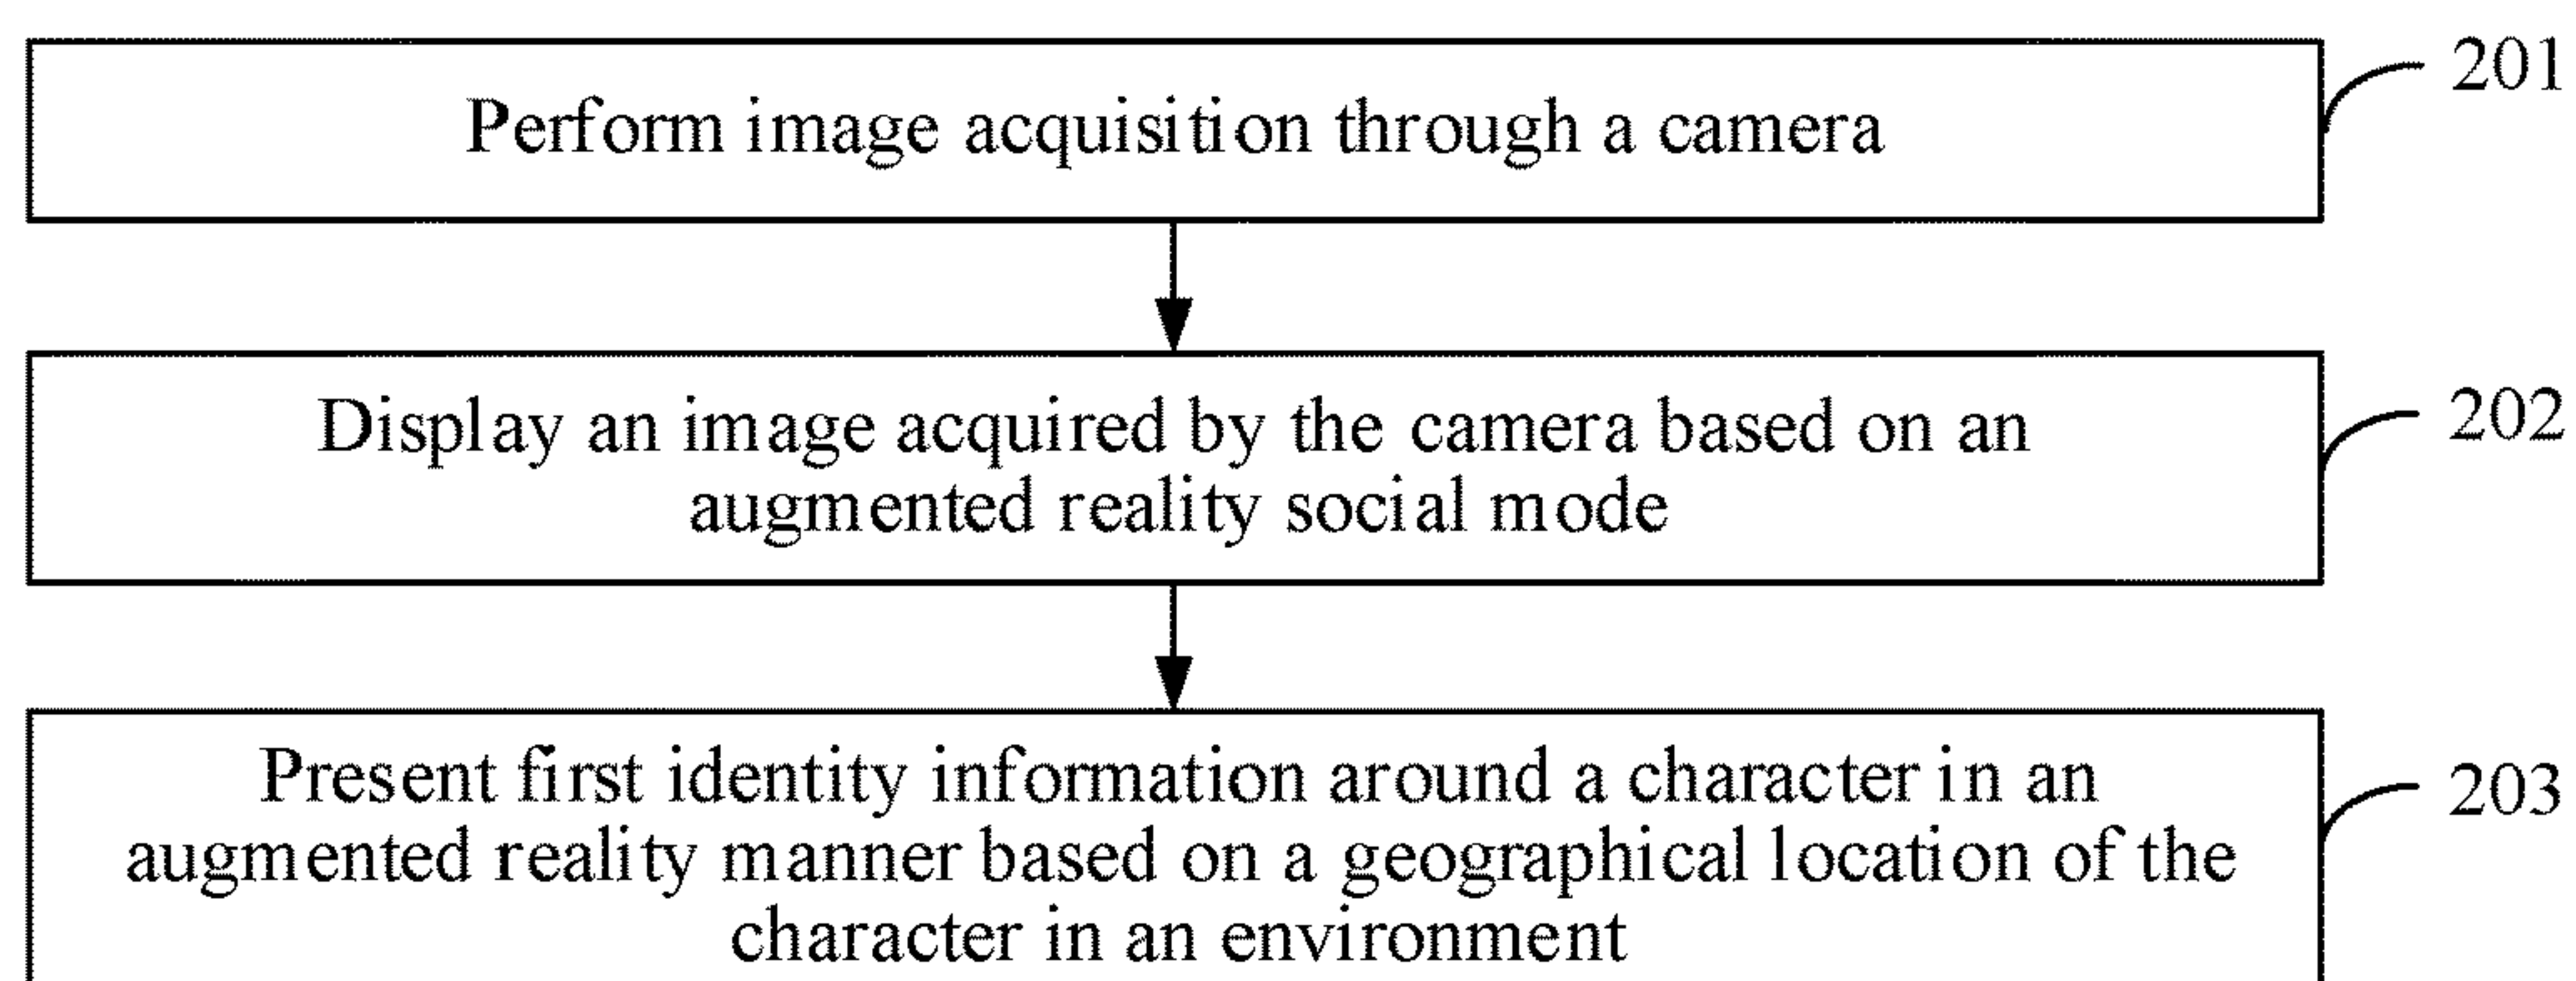 Perform image acquisition through a camera
201
Display an image acquired by the camera based on an
augmented reality social mode
202
Present first identity information around a character in an
augmented reality manner based on a geographical location of the
character in an environment
203